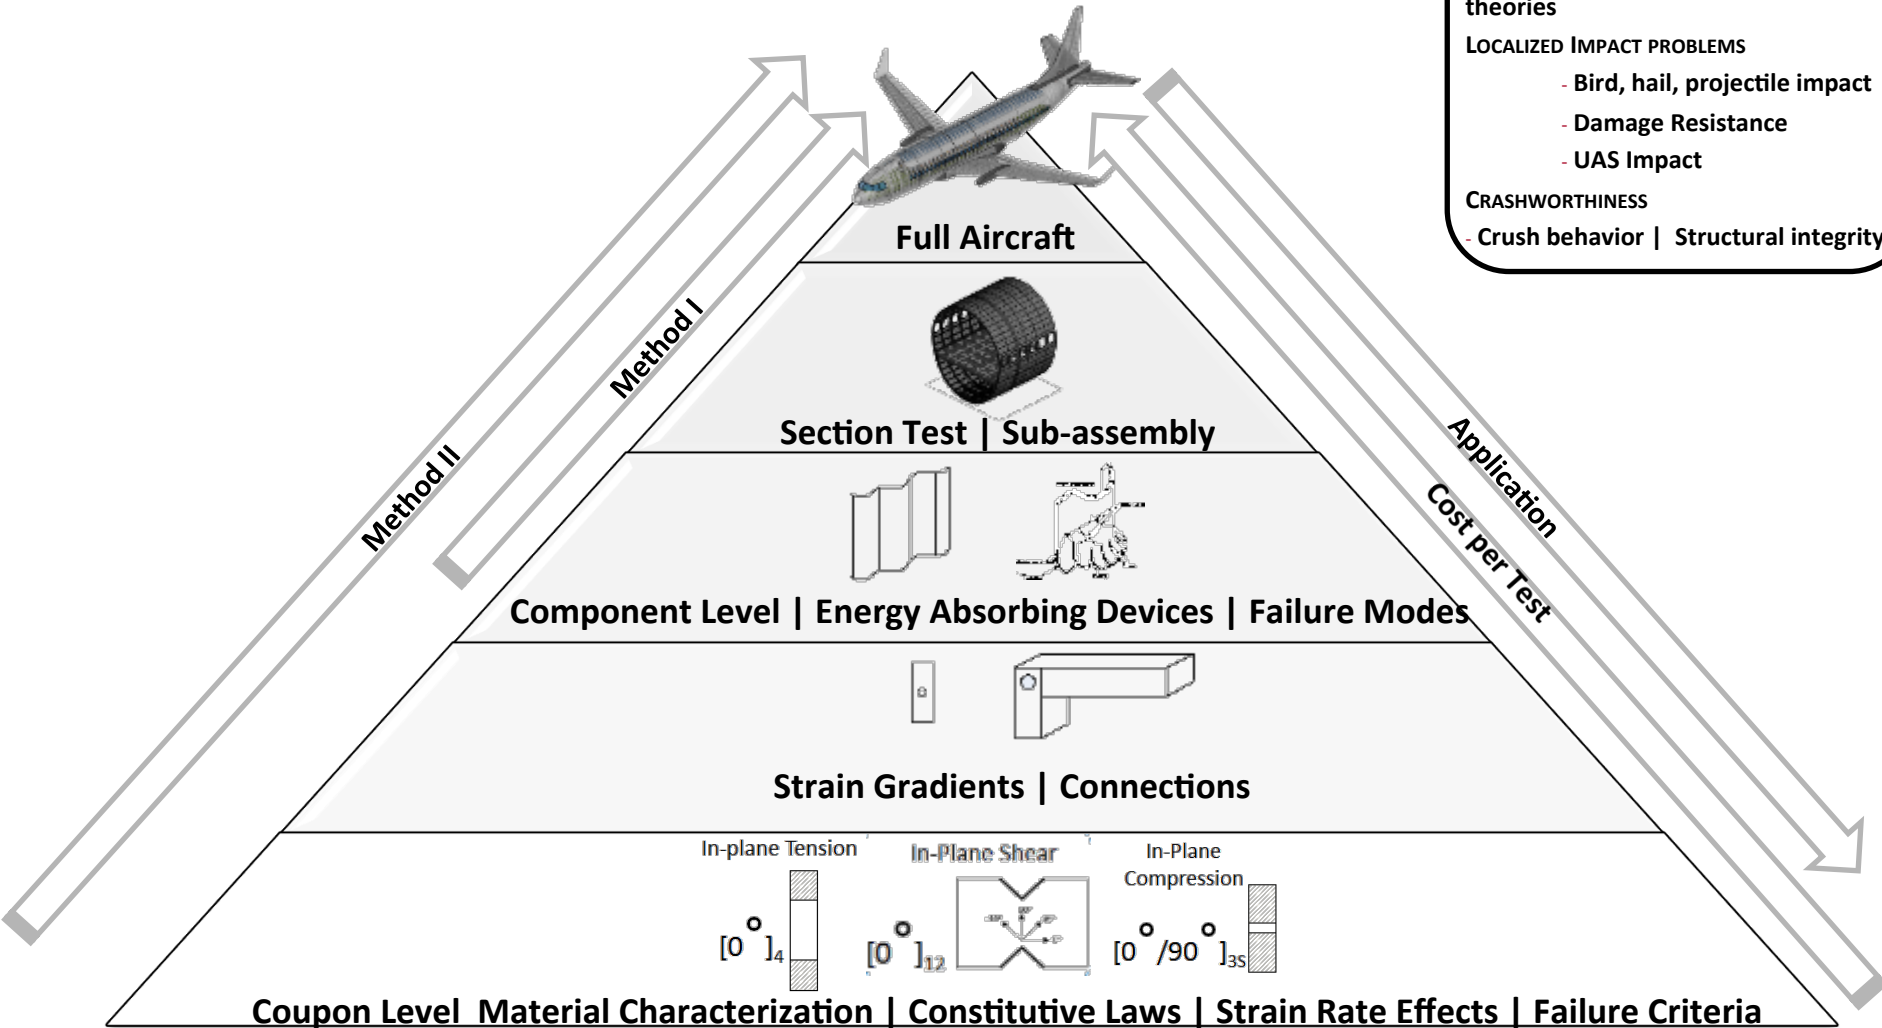 theories
LOCALIZED IMPACT PROBLEMS
- Bird, hail, projectile impact
- Damage Resistance
- UAS Impact
CRASHWORTHINESS
- Crush behavior | Structural integrity
Full Aircraft
Method I
Section Test | Sub-assembly
Method II
Application
Cost per Test
Component Level | Energy Absorbing Devices | Failure Modes
Strain Gradients | Connections
In-plane Tension
In-Plane Shear
In-Plane
Compression
[0°]4
[0°]12
[0°/90°]3S
Coupon Level Material Characterization | Constitutive Laws | Strain Rate Effects | Failure Criteria